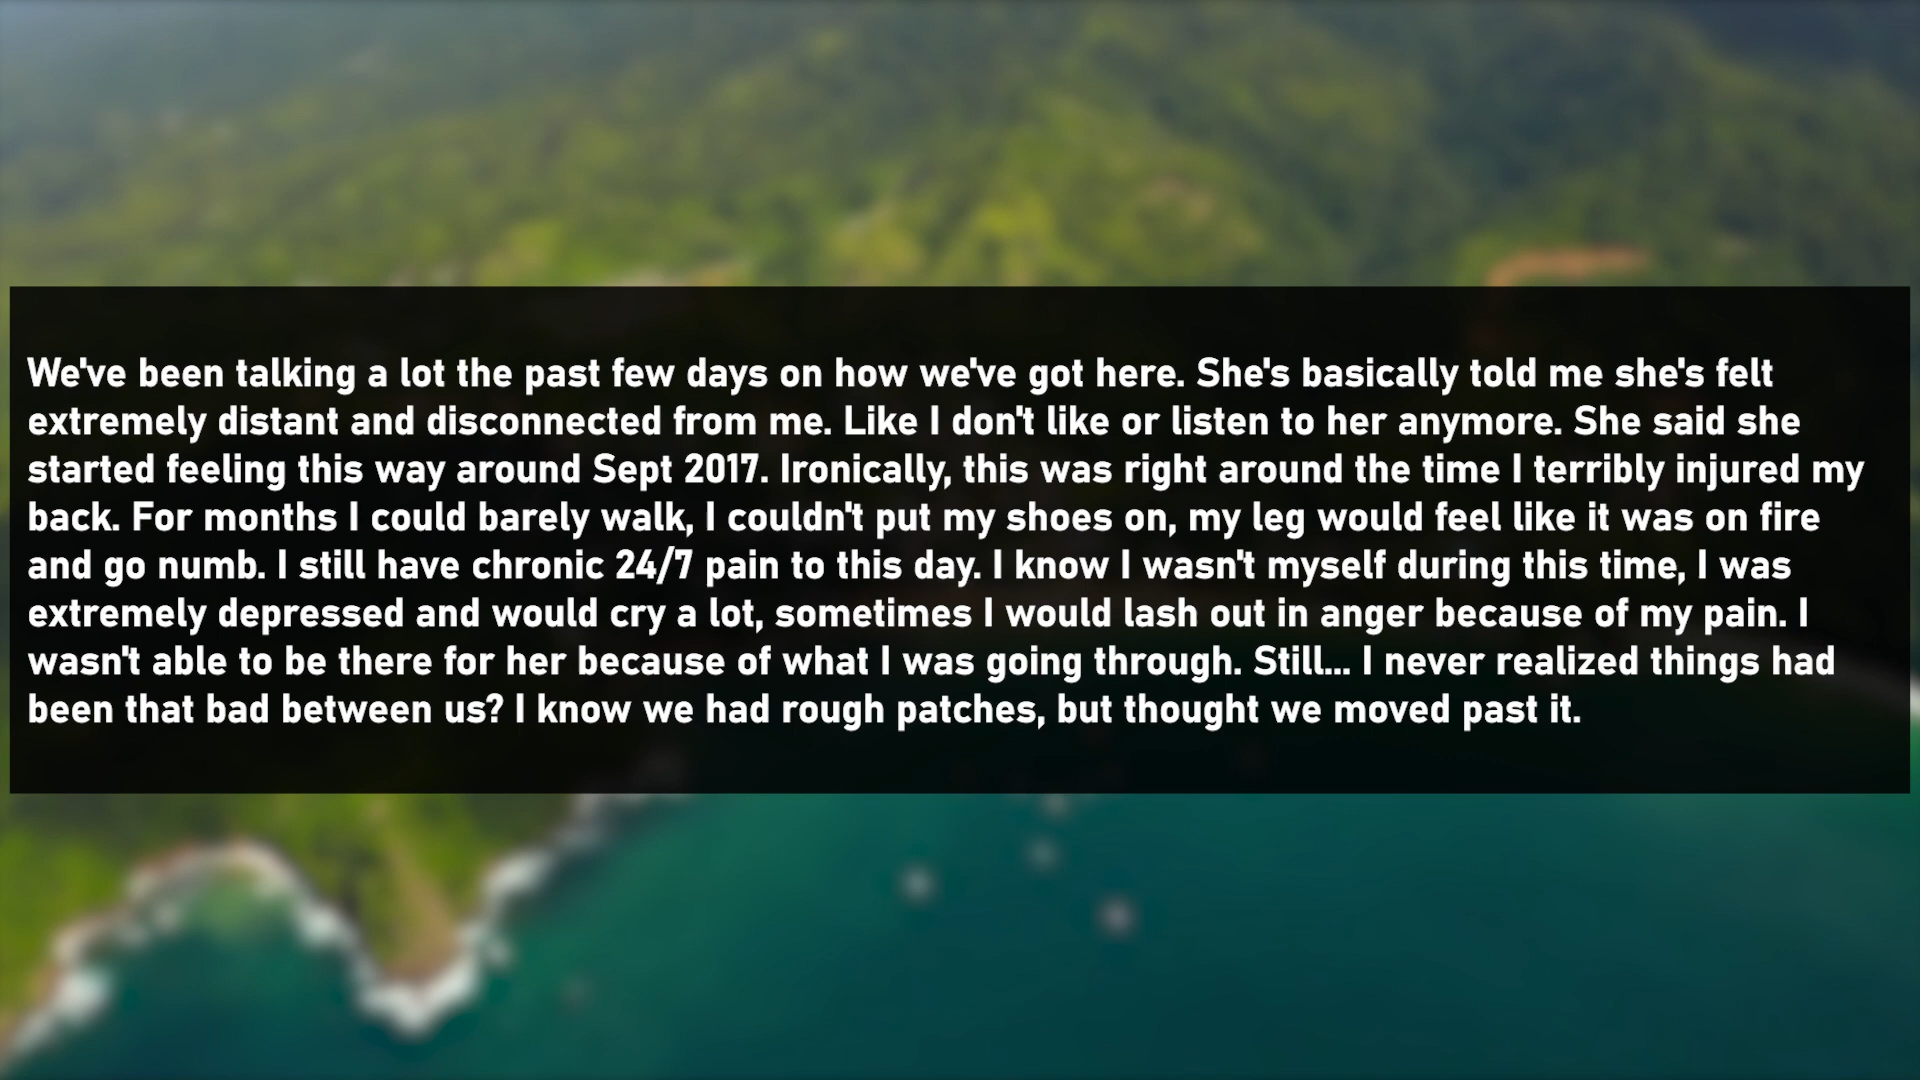 We've been talking a lot the past few days on how we've got here. She's basically told me she's felt
extremely distant and disconnected from me. Like I don't like or listen to her anymore. She said she
started feeling this way around Sept 2017. Ironically, this was right around the time I terribly injured my
back. For months I could barely walk, I couldn't put my shoes on, my leg would feel like it was on fire
and go numb. I still have chronic 24/7 pain to this day. I know I wasn't myself during this time, I was
extremely depressed and would cry a lot, sometimes I would lash out in anger because of my pain. I
wasn't able to be there for her because of what I was going through. Still... I never realized things had
been that bad between us? I know we had rough patches, but thought we moved past it.